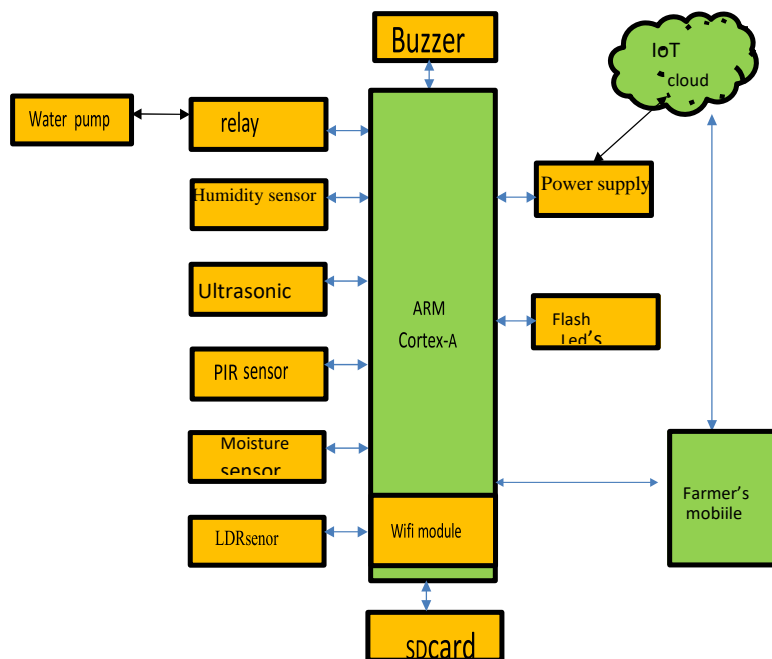 Buzzer
IoT
cloud
Water pump
relay
Power supply
Humidity sensor
Ultrasonic
ARM
Cortex-A
Flash
Led's
PIR sensor
Moisture
sensor
Farmer's
mobiile
LDRsenor
Wifi module
SDcard